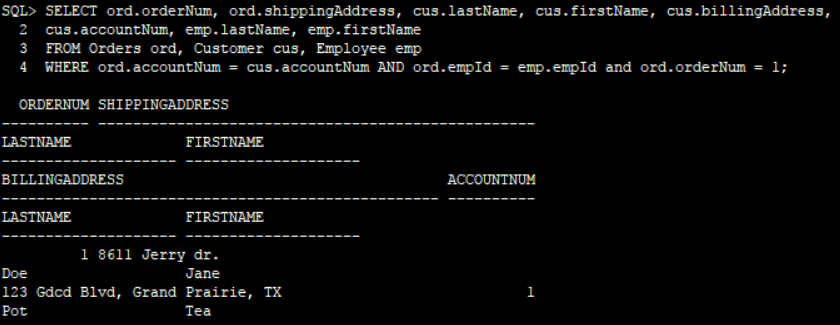 SQL> SELECT ord.orderNum, ord.shippingAddress, cus.lastName, cus.firstName, cus.billingAddress,
2 cus.accountNum, emp.lastName, emp.firstName
3 FROM Orders ord, Customer cus, Employee emp
4 WHERE ord.accountNum = cus.accountNum AND ord.empId = emp.empId and ord.orderNum = 1;
ORDERNUM SHIPPINGADDRESS
---------- --------------------------------------------------
LASTNAME FIRSTNAME
-------------------- --------------------
BILLINGADDRESS ACCOUNTNUM
-------------------------------------------------- ----------
LASTNAME FIRSTNAME
-------------------- --------------------
1 8611 Jerry dr.
Doe Jane
123 Gdcd Blvd, Grand Prairie, TX 1
Pot Tea